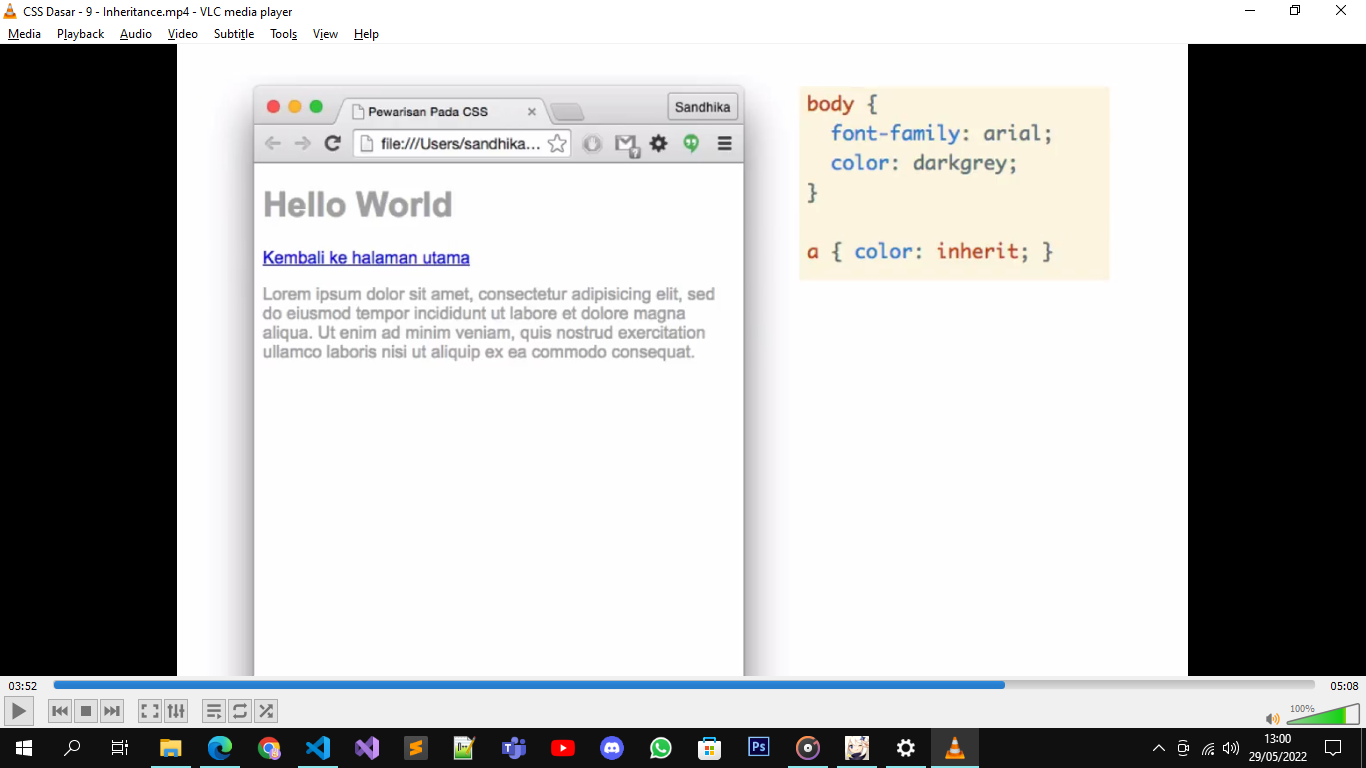 CSS Dasar - 9 - Inheritance.mp4 - VLC media player
Media Playback Audio Video Subtitle Tools View Help
Pewarisan Pada CSS
Sandhika
file:///Users/sandhika...
Hello World
Kembali ke halaman utama
Lorem ipsum dolor sit amet, consectetur adipisicing elit, sed
do eiusmod tempor incididunt ut labore et dolore magna
aliqua. Ut enim ad minim veniam, quis nostrud exercitation
ullamco laboris nisi ut aliquip ex ea commodo consequat.
body {
font-family: arial;
color: darkgrey;
}
a { color: inherit; }
03:52
05:08
100%
Ps
13:00
29/05/2022